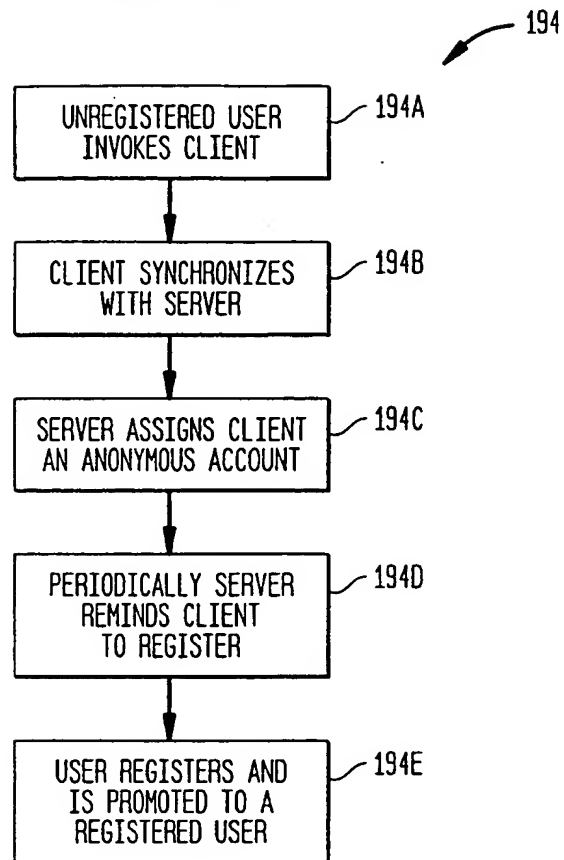 194
UNREGISTERED USER
INVOKES CLIENT
194A
CLIENT SYNCHRONIZES
WITH SERVER
194B
SERVER ASSIGNS CLIENT
AN ANONYMOUS ACCOUNT
194C
PERIODICALLY SERVER
REMINDS CLIENT
TO REGISTER
194D
USER REGISTERS AND
IS PROMOTED TO A
REGISTERED USER
194E